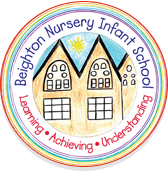 Beighton Nursery Infant School
Learning • Achieving • Understanding